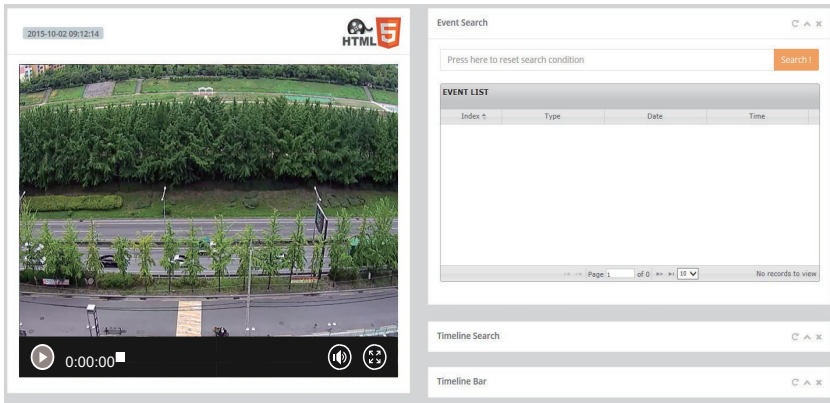 2015-10-02 09:12:14
HTML 5
0:00:00
Event Search
Press here to reset search condition
Search !
EVENT LIST
Index Type Date Time
Page 1 of 0 10 No records to view
Timeline Search
Timeline Bar